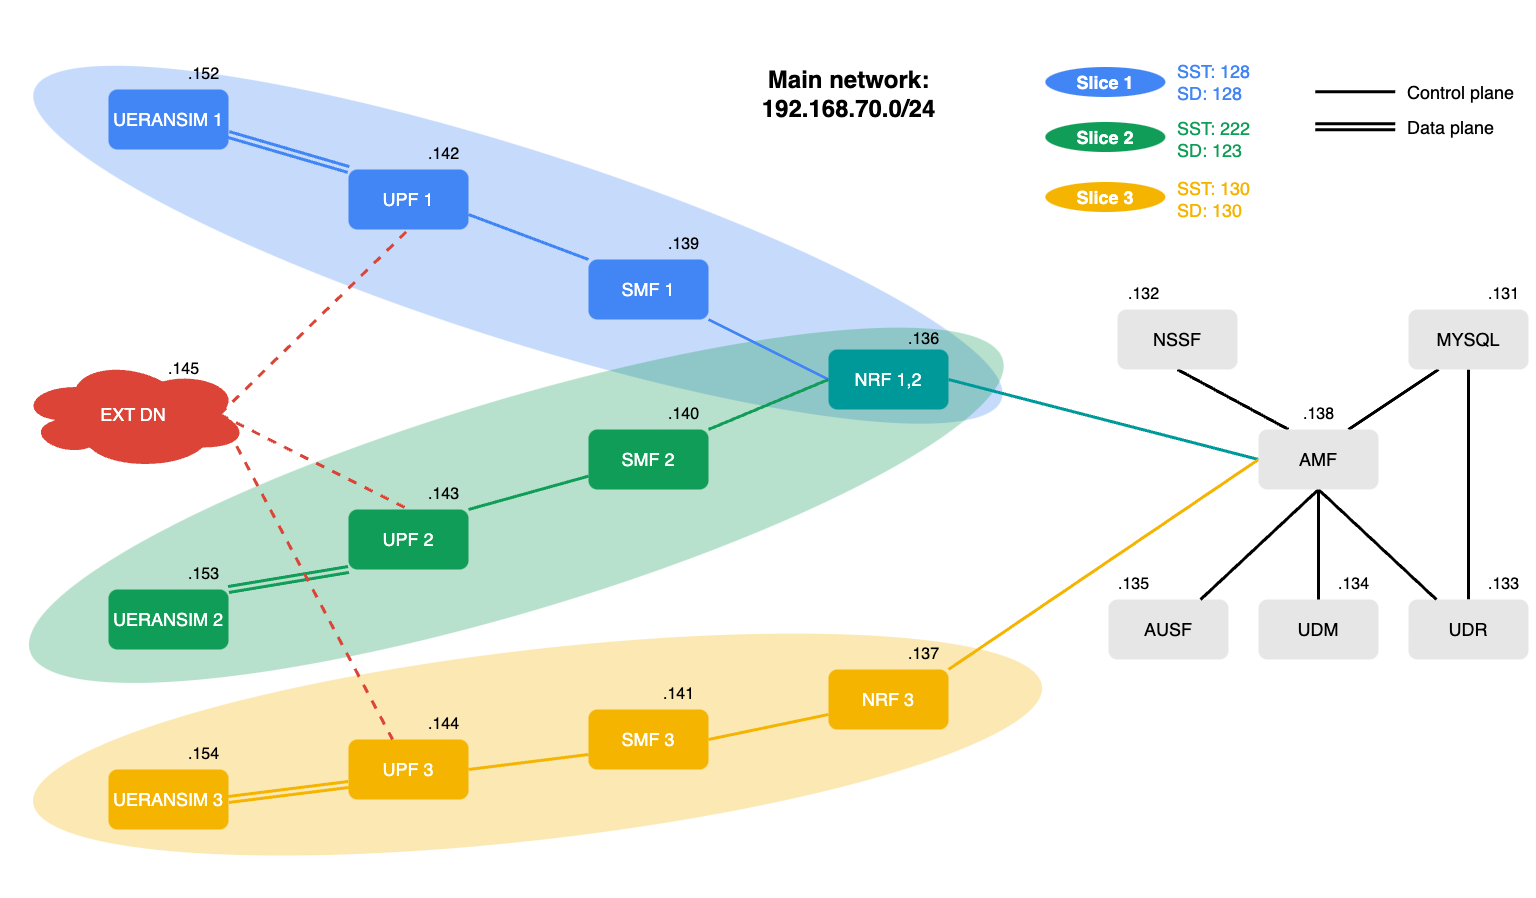 Main network:
192.168.70.0/24
Slice 1
SST: 128
SD: 128
Slice 2
SST: 222
SD: 123
Slice 3
SST: 130
SD: 130
Control plane
Data plane
.152
UERANSIM 1
.142
UPF 1
.139
SMF 1
.136
NRF 1,2
.145
EXT DN
.140
SMF 2
.143
UPF 2
.153
UERANSIM 2
.137
NRF 3
.141
SMF 3
.144
UPF 3
.154
UERANSIM 3
.132
NSSF
.131
MYSQL
.138
AMF
.135
AUSF
.134
UDM
.133
UDR